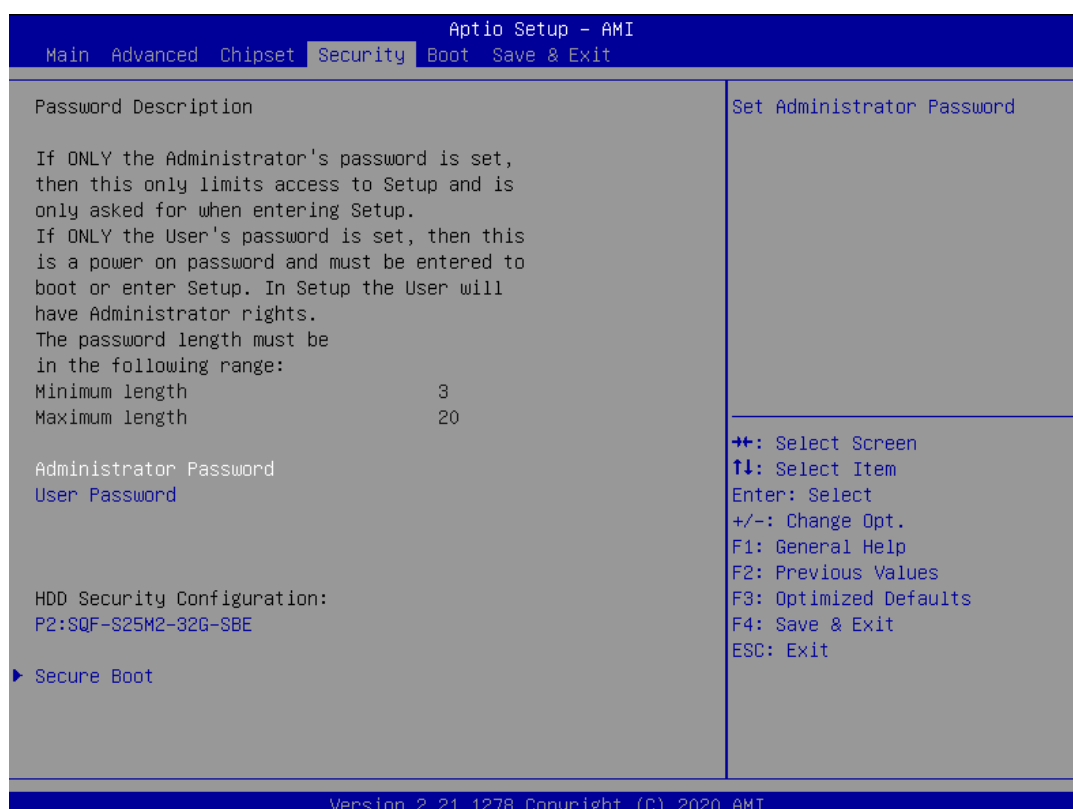 Aptio Setup – AMI
Main Advanced Chipset Security Boot Save & Exit
Password Description
If ONLY the Administrator's password is set,
then this only limits access to Setup and is
only asked for when entering Setup.
If ONLY the User's password is set, then this
is a power on password and must be entered to
boot or enter Setup. In Setup the User will
have Administrator rights.
The password length must be
in the following range:
Minimum length 3
Maximum length 20
Administrator Password
User Password
HDD Security Configuration:
P2:SQF-S25M2-32G-SBE
Secure Boot
Set Administrator Password
→←: Select Screen
↑↓: Select Item
Enter: Select
+/-: Change Opt.
F1: General Help
F2: Previous Values
F3: Optimized Defaults
F4: Save & Exit
ESC: Exit
Version 2.21.1278 Copyright (C) 2020 AMI